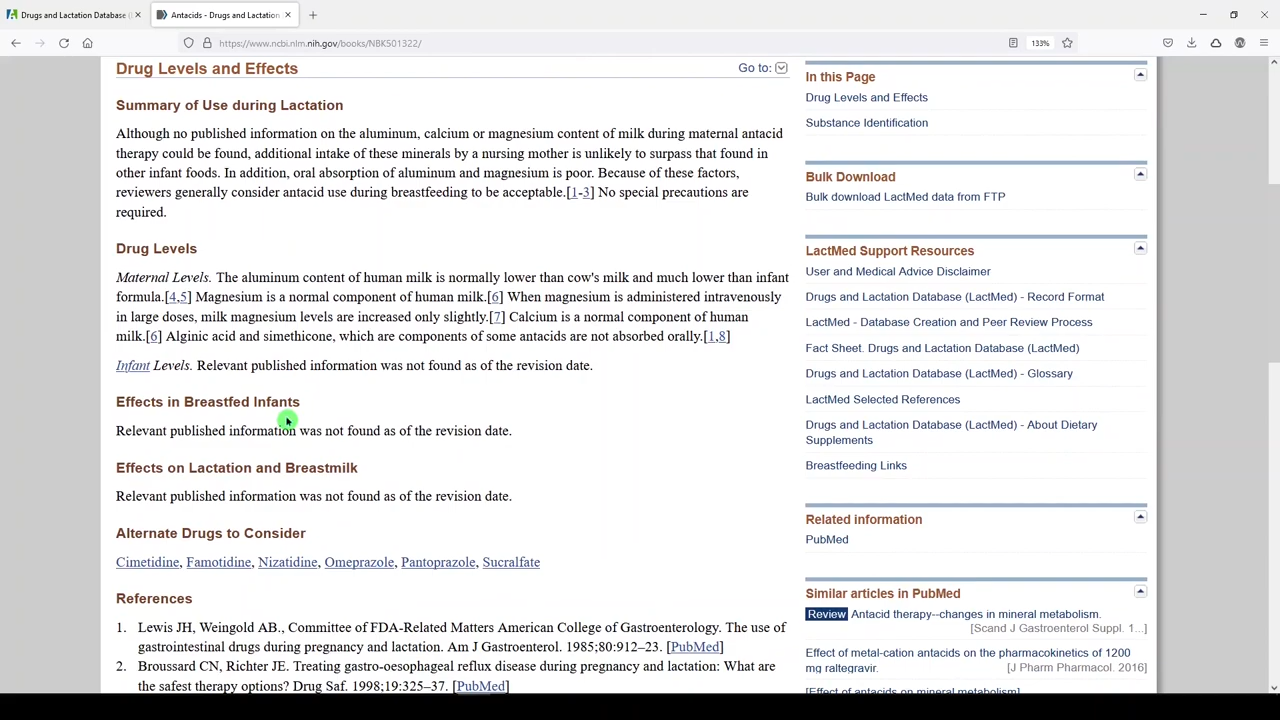 Drugs and Lactation Database (
Antacids - Drugs and Lactation
https://www.ncbi.nlm.nih.gov/books/NBK501322/
133%
Drug Levels and Effects
Go to:
Summary of Use during Lactation
Although no published information on the aluminum, calcium or magnesium content of milk during maternal antacid
therapy could be found, additional intake of these minerals by a nursing mother is unlikely to surpass that found in
other infant foods. In addition, oral absorption of aluminum and magnesium is poor. Because of these factors,
reviewers generally consider antacid use during breastfeeding to be acceptable.[1-3] No special precautions are
required.
Drug Levels
Maternal Levels. The aluminum content of human milk is normally lower than cow's milk and much lower than infant
formula.[4,5] Magnesium is a normal component of human milk.[6] When magnesium is administered intravenously
in large doses, milk magnesium levels are increased only slightly.[7] Calcium is a normal component of human
milk.[6] Alginic acid and simethicone, which are components of some antacids are not absorbed orally.[1,8]
Infant Levels. Relevant published information was not found as of the revision date.
Effects in Breastfed Infants
Relevant published information was not found as of the revision date.
Effects on Lactation and Breastmilk
Relevant published information was not found as of the revision date.
Alternate Drugs to Consider
Cimetidine, Famotidine, Nizatidine, Omeprazole, Pantoprazole, Sucralfate
References
1. Lewis JH, Weingold AB., Committee of FDA-Related Matters American College of Gastroenterology. The use of
gastrointestinal drugs during pregnancy and lactation. Am J Gastroenterol. 1985;80:912–23. [PubMed]
2. Broussard CN, Richter JE. Treating gastro-oesophageal reflux disease during pregnancy and lactation: What are
the safest therapy options? Drug Saf. 1998;19:325–37. [PubMed]
In this Page
Drug Levels and Effects
Substance Identification
Bulk Download
Bulk download LactMed data from FTP
LactMed Support Resources
User and Medical Advice Disclaimer
Drugs and Lactation Database (LactMed) - Record Format
LactMed - Database Creation and Peer Review Process
Fact Sheet. Drugs and Lactation Database (LactMed)
Drugs and Lactation Database (LactMed) - Glossary
LactMed Selected References
Drugs and Lactation Database (LactMed) - About Dietary
Supplements
Breastfeeding Links
Related information
PubMed
Similar articles in PubMed
Review Antacid therapy--changes in mineral metabolism.
[Scand J Gastroenterol Suppl. 1...]
Effect of metal-cation antacids on the pharmacokinetics of 1200
mg raltegravir.
[J Pharm Pharmacol. 2016]
[Effect of antacids on mineral metabolism]